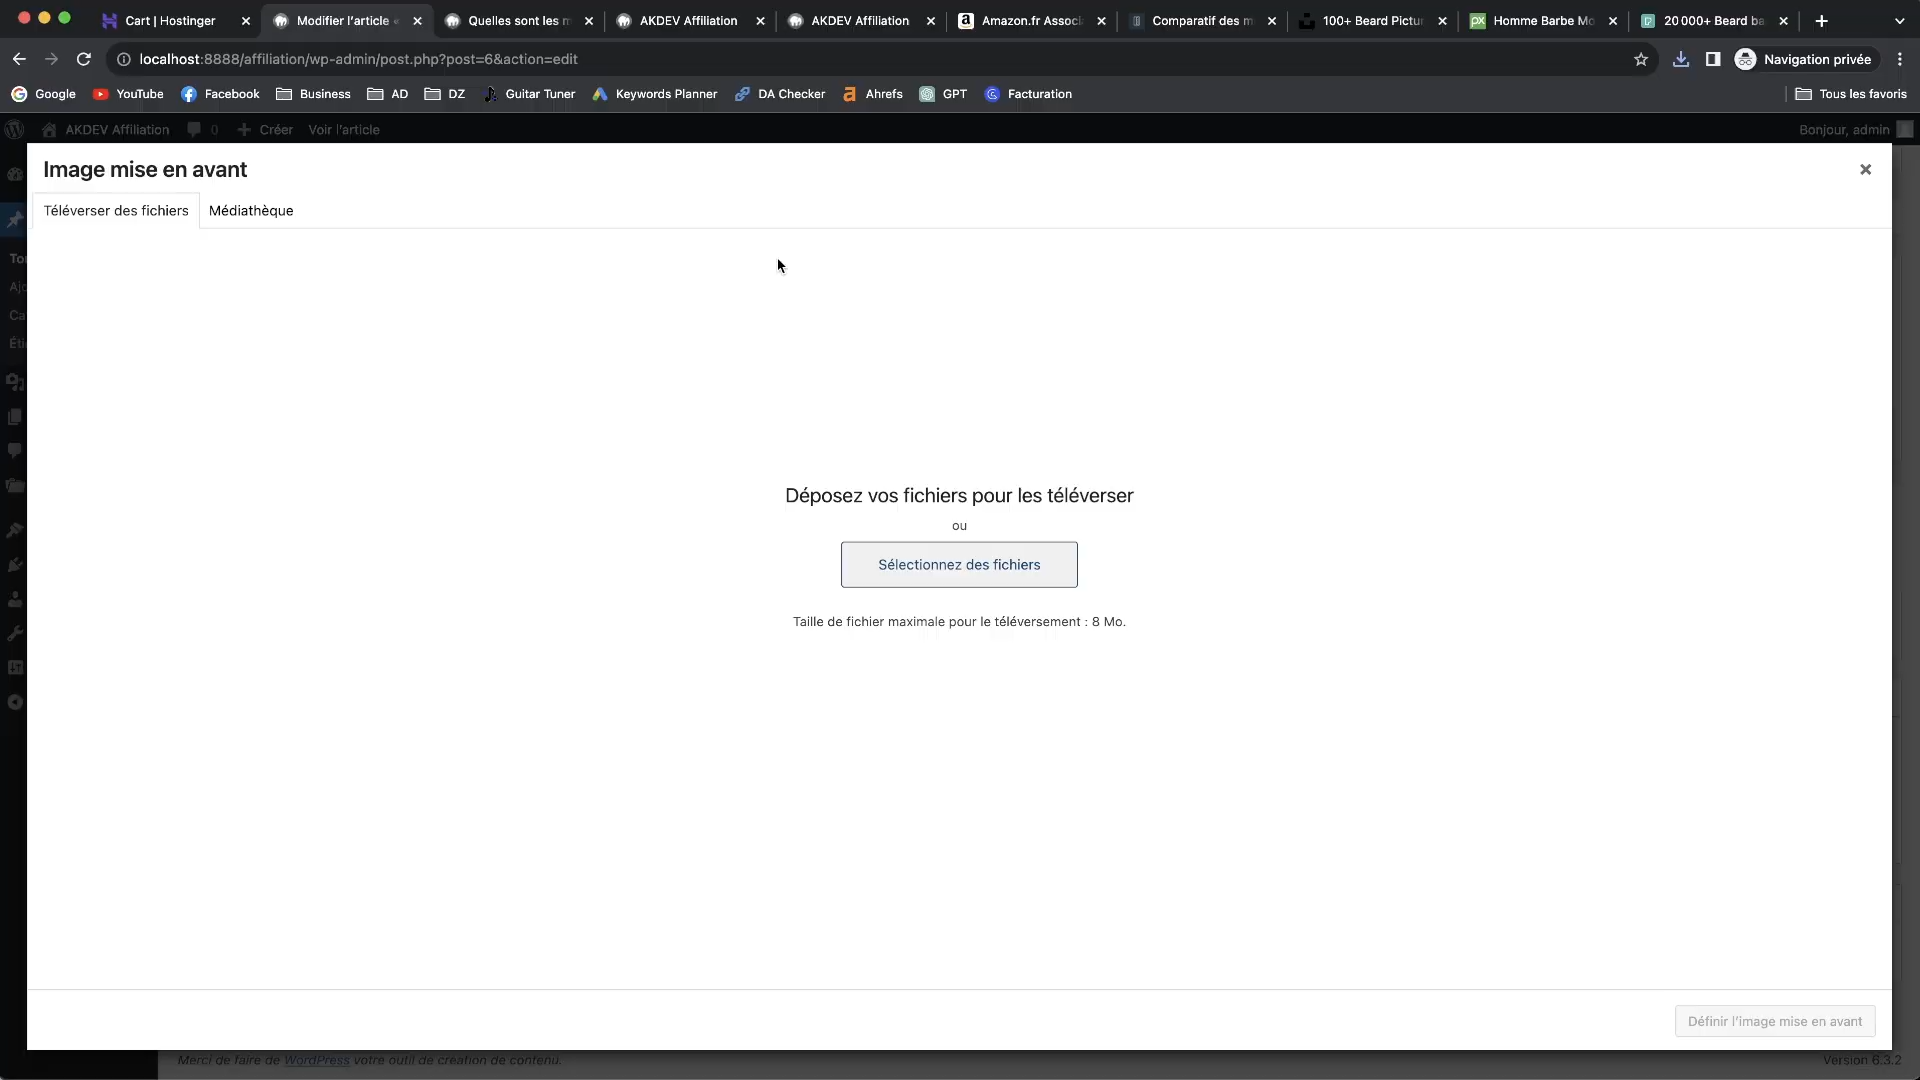 Cart | Hostinger
Modifier l'article «
Quelles sont les m
AKDEV Affiliation
AKDEV Affiliation
Amazon.fr Associ
Comparatif des m
100+ Beard Pictur
Homme Barbe Mo
20 000+ Beard ba
localhost:8888/affiliation/wp-admin/post.php?post=6&action=edit
Navigation privée
Google
YouTube
Facebook
Business
AD
DZ
Guitar Tuner
Keywords Planner
DA Checker
Ahrefs
GPT
Facturation
Tous les favoris
AKDEV Affiliation
0
Créer
Voir l'article
Bonjour, admin
Image mise en avant
Téléverser des fichiers
Médiathèque
Déposez vos fichiers pour les téléverser
ou
Sélectionnez des fichiers
Taille de fichier maximale pour le téléversement : 8 Mo.
Définir l'image mise en avant
Merci de faire de WordPress votre outil de création de contenu.
Version 6.3.2